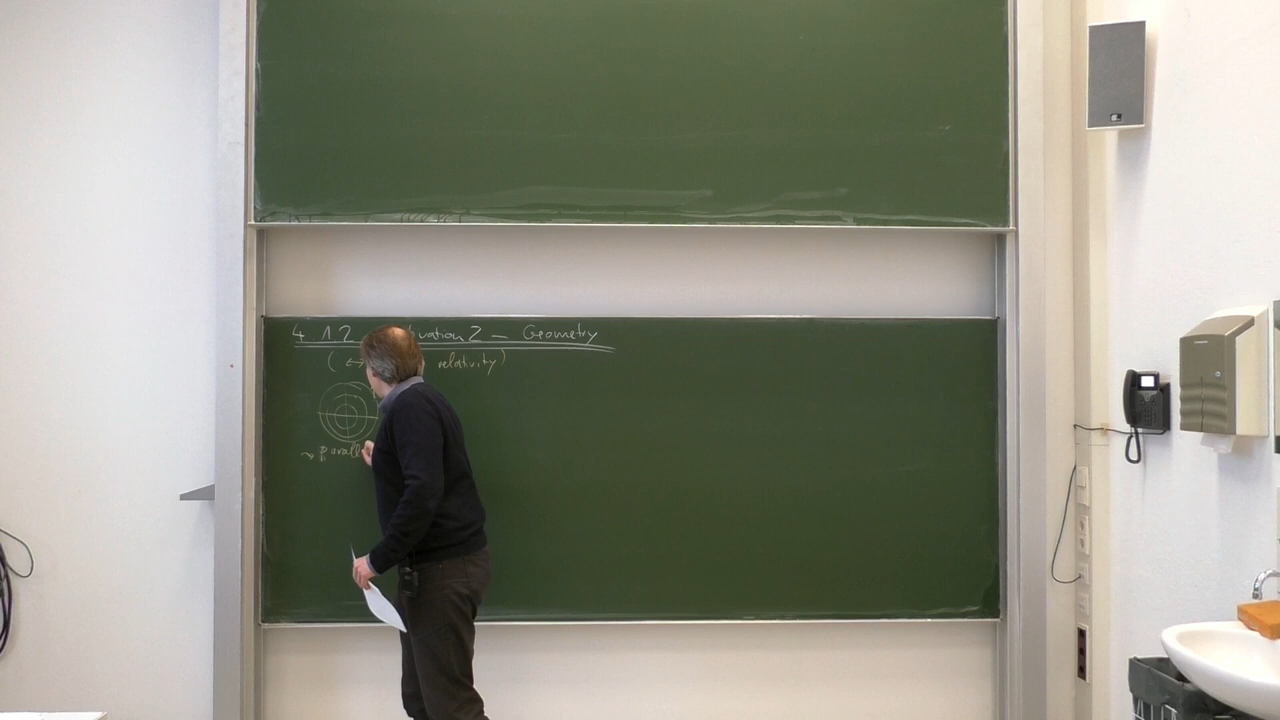 4.1.2 ivation 2 — Geometry
(↔ relativity)
~> parall